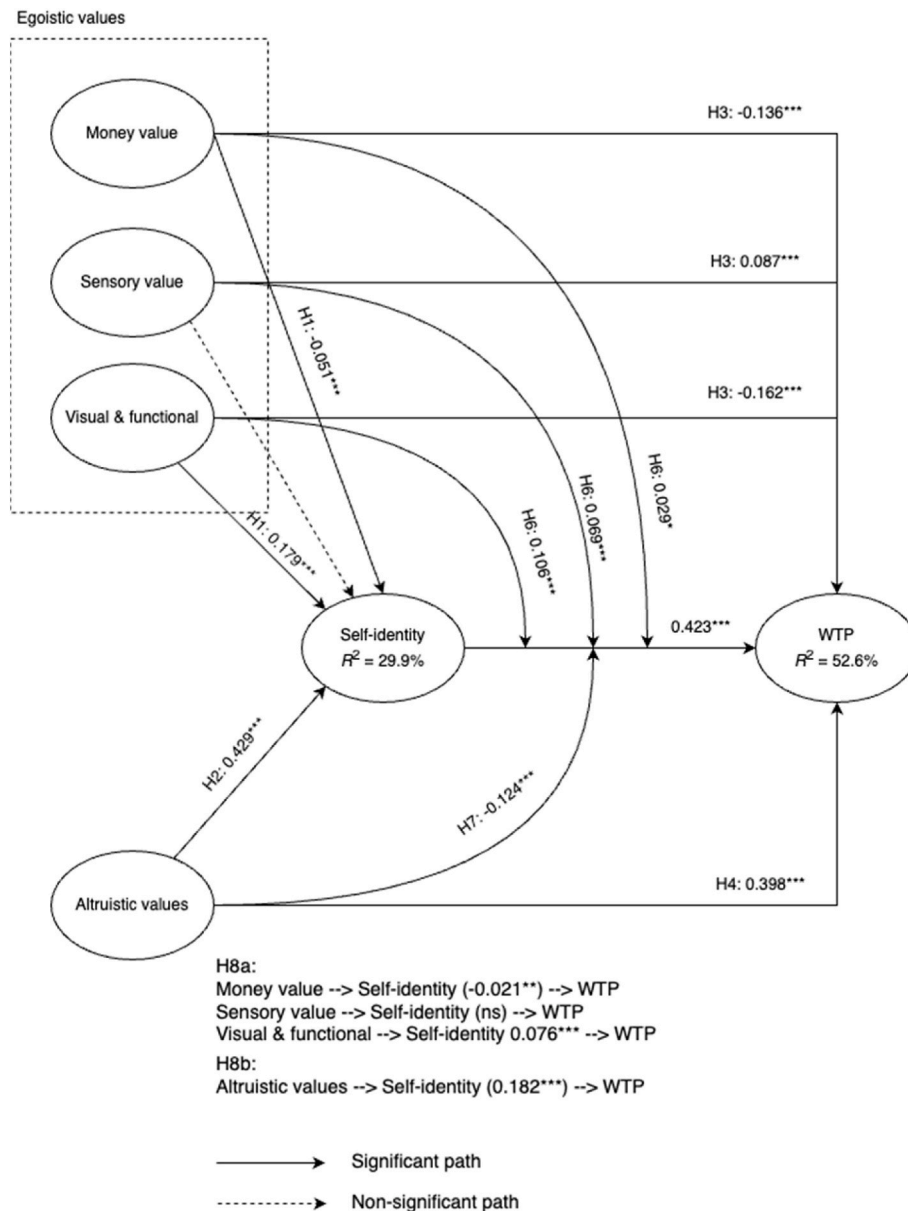 Egoistic values
Money value
H3: -0.136***
Sensory value
H3: 0.087***
H1: -0.051***
Visual & functional
H3: -0.162***
H6: 0.029*
H6: 0.069***
H6: 0.106***
H1: 0.179***
Self-identity
R² = 29.9%
0.423***
WTP
R² = 52.6%
H2: 0.429***
H7: -0.124***
Altruistic values
H4: 0.398***
H8a:
Money value --> Self-identity (-0.021**) --> WTP
Sensory value --> Self-identity (ns) --> WTP
Visual & functional --> Self-identity 0.076*** --> WTP
H8b:
Altruistic values --> Self-identity (0.182***) --> WTP
Significant path
Non-significant path